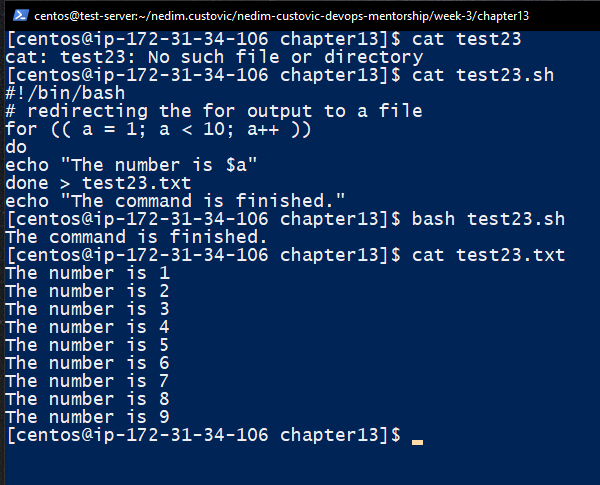 centos@test-server:~/nedim.custovic/nedim-custovic-devops-mentorship/week-3/chapter13
[centos@ip-172-31-34-106 chapter13]$ cat test23
cat: test23: No such file or directory
[centos@ip-172-31-34-106 chapter13]$ cat test23.sh
#!/bin/bash
# redirecting the for output to a file
for (( a = 1; a < 10; a++ ))
do
echo "The number is $a"
done > test23.txt
echo "The command is finished."
[centos@ip-172-31-34-106 chapter13]$ bash test23.sh
The command is finished.
[centos@ip-172-31-34-106 chapter13]$ cat test23.txt
The number is 1
The number is 2
The number is 3
The number is 4
The number is 5
The number is 6
The number is 7
The number is 8
The number is 9
[centos@ip-172-31-34-106 chapter13]$